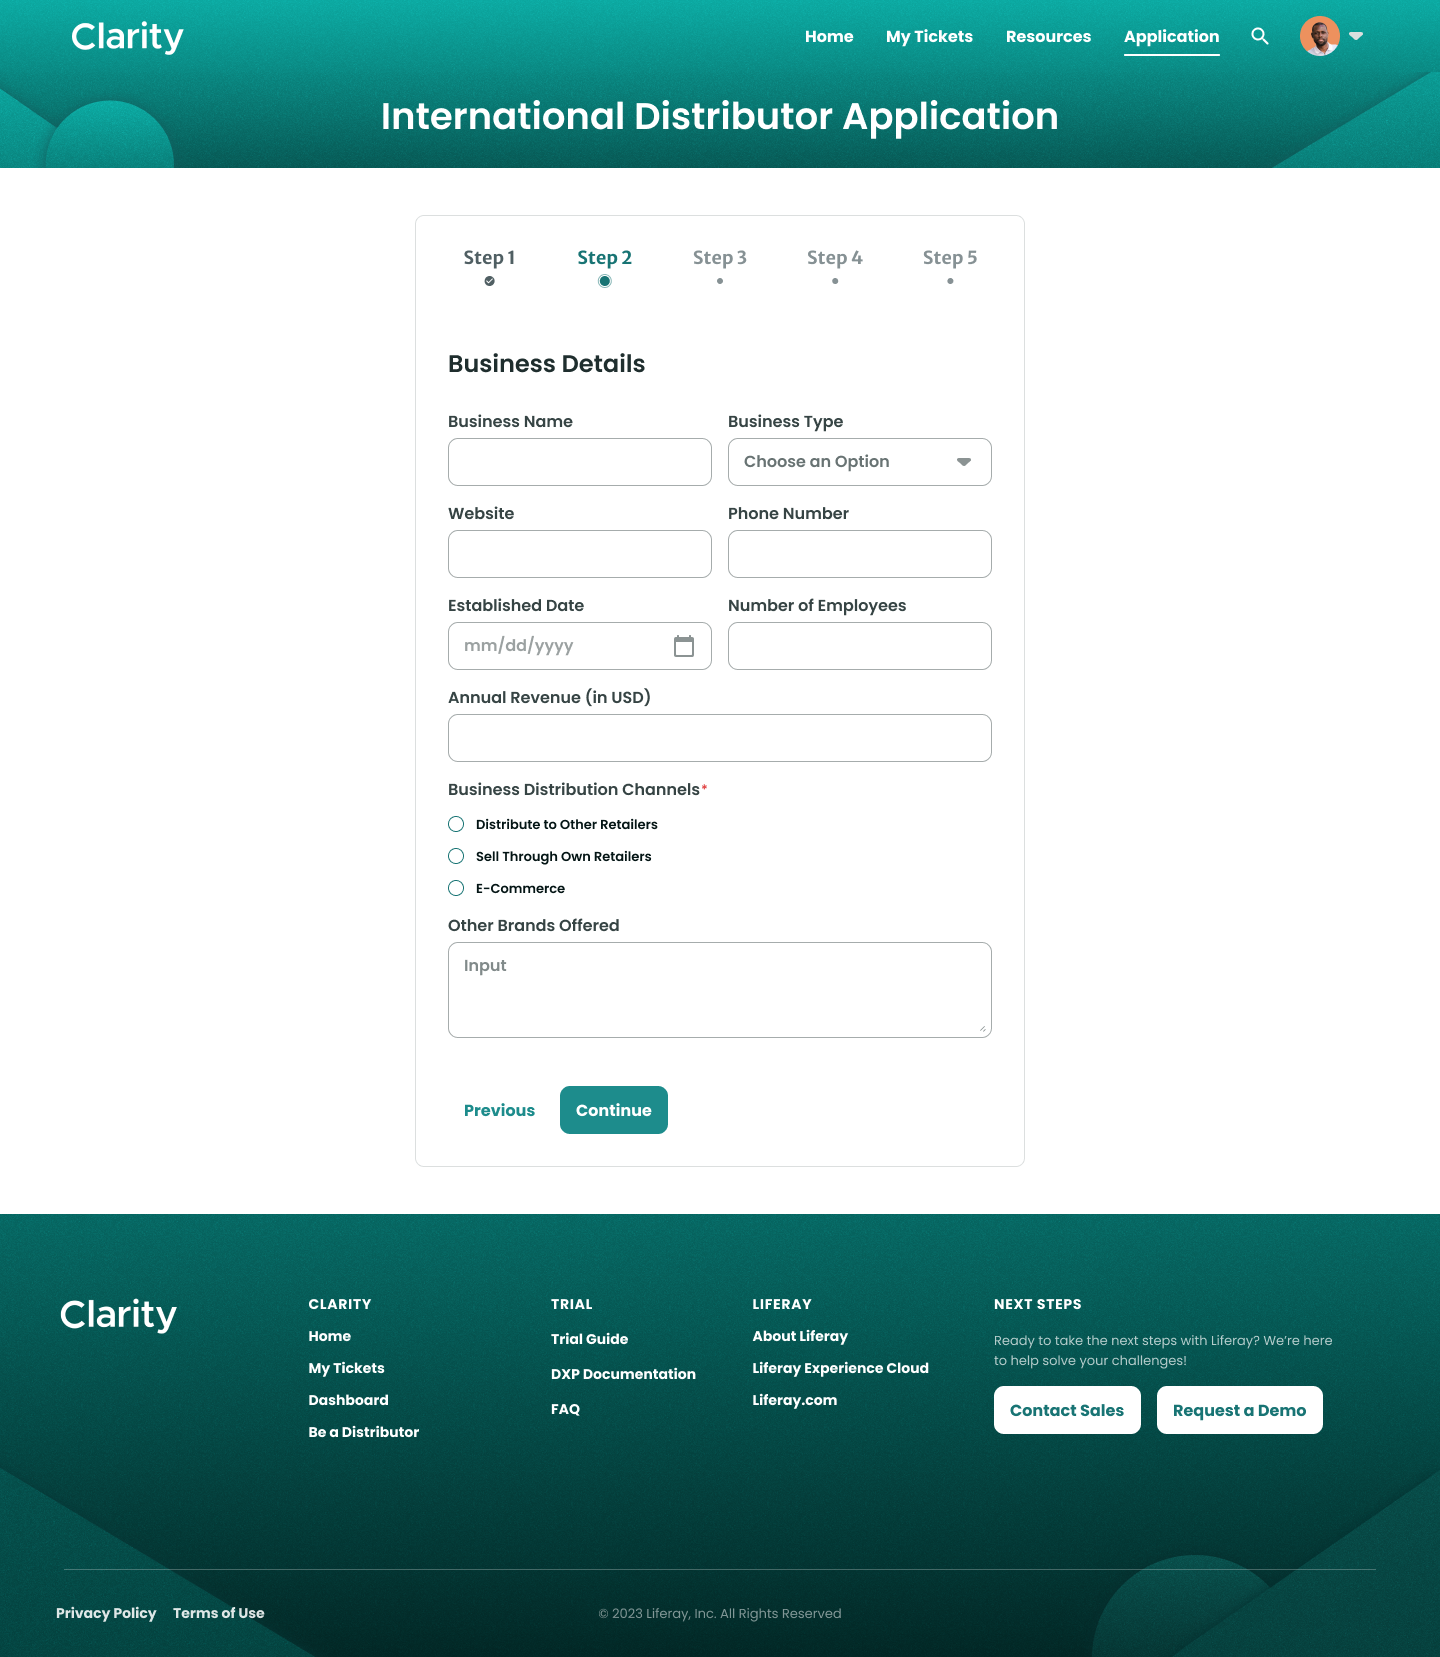 Clarity
Home My Tickets Resources Application
International Distributor Application
Step 1 Step 2 Step 3 Step 4 Step 5
Business Details
Business Name Business Type
Choose an Option
Website Phone Number
Established Date Number of Employees
mm/dd/yyyy
Annual Revenue (in USD)
Business Distribution Channels*
Distribute to Other Retailers
Sell Through Own Retailers
E-Commerce
Other Brands Offered
Input
Previous Continue
Clarity
CLARITY
Home
My Tickets
Dashboard
Be a Distributor
TRIAL
Trial Guide
DXP Documentation
FAQ
LIFERAY
About Liferay
Liferay Experience Cloud
Liferay.com
NEXT STEPS
Ready to take the next steps with Liferay? We’re here
to help solve your challenges!
Contact Sales Request a Demo
Privacy Policy Terms of Use © 2023 Liferay, Inc. All Rights Reserved